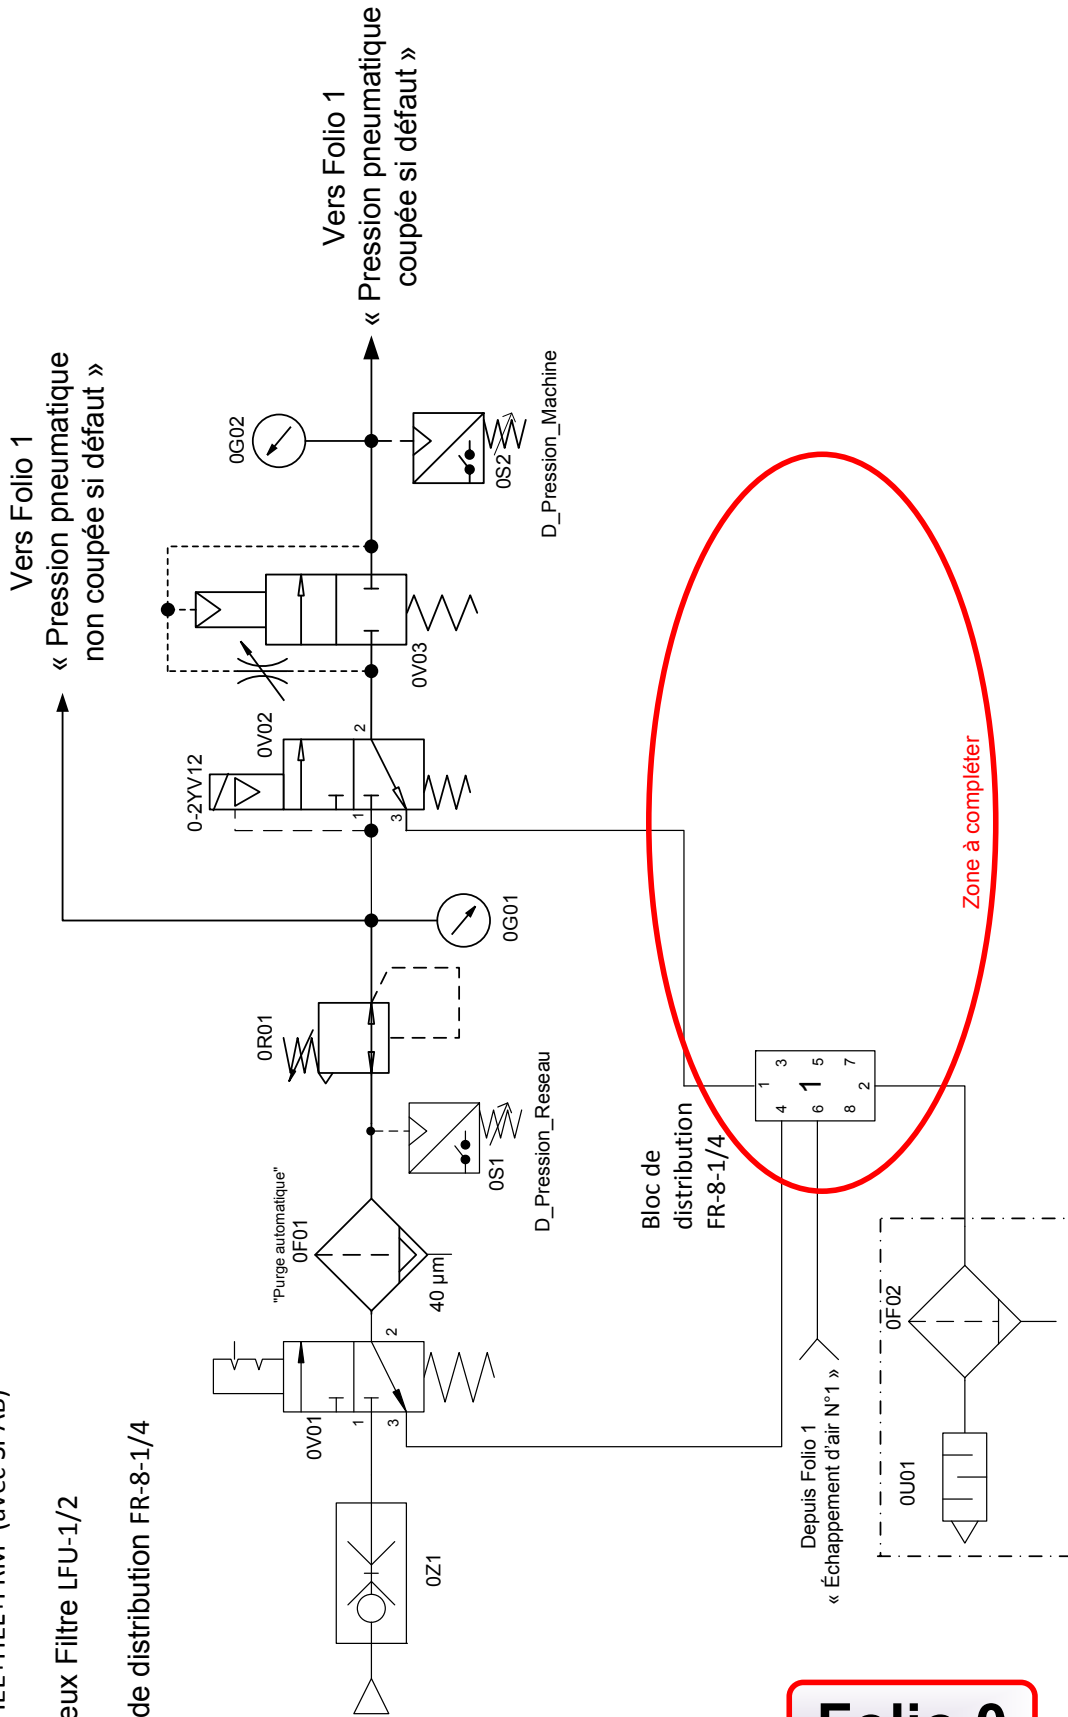 eux Filtre LFU-1/2
de distribution FR-8-1/4
Vers Folio 1
« Pression pneumatique
non coupée si défaut »
Vers Folio 1
« Pression pneumatique
coupée si défaut »
0Z1
0V01
1
2
3
"Purge automatique"
0F01
40 µm
0S1
D_Pression_Reseau
0R01
0G01
0-2YV12
0V02
1
2
3
0V03
0G02
0S2
D_Pression_Machine
Bloc de
distribution
FR-8-1/4
1
4
3
6
1
5
8
7
2
Zone à compléter
Depuis Folio 1
« Échappement d'air N°1 »
0U01
0F02
Folio 0